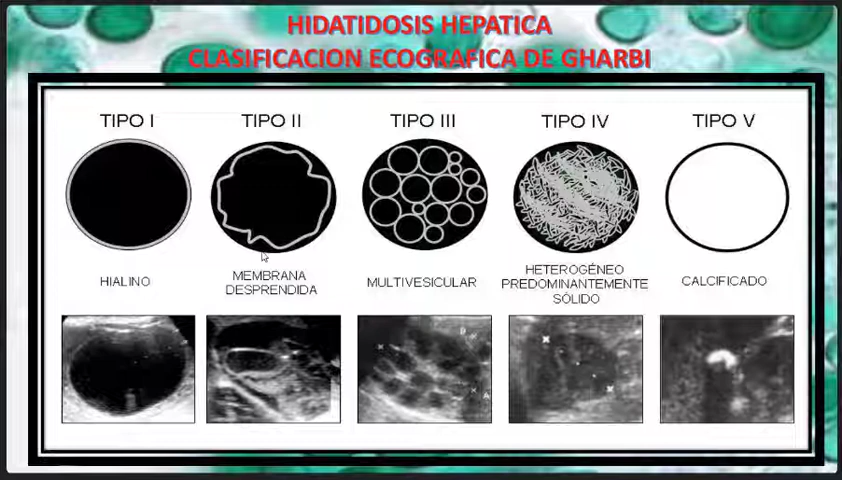 HIDATIDOSIS HEPATICA
CLASIFICACION ECOGRAFICA DE GHARBI
TIPO I
TIPO II
TIPO III
TIPO IV
TIPO V
HIALINO
MEMBRANA
DESPRENDIDA
MULTIVESICULAR
HETEROGÉNEO
PREDOMINANTEMENTE
SÓLIDO
CALCIFICADO